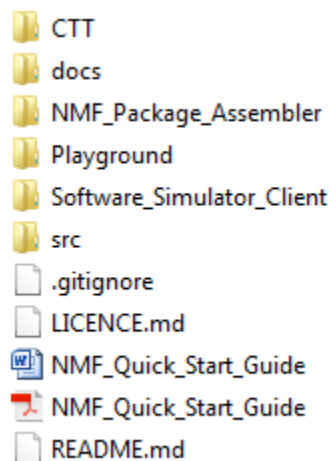 CTT
docs
NMF_Package_Assembler
Playground
Software_Simulator_Client
src
.gitignore
LICENCE.md
NMF_Quick_Start_Guide
NMF_Quick_Start_Guide
README.md